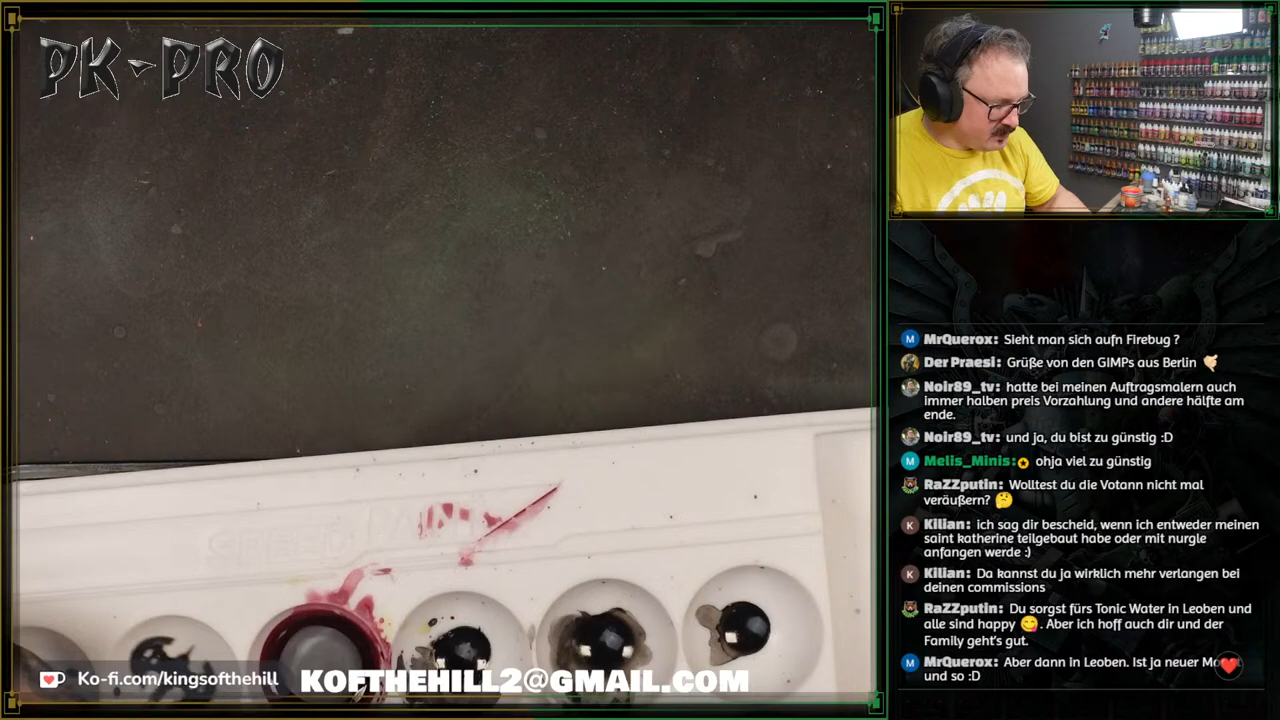 PK-PRO
MrQuerox: Sieht man sich aufn Firebug ?
Der Praesi: Grüße von den GIMPs aus Berlin
Noir89_tv: hatte bei meinen Auftragsmalern auch
immer halben preis Vorzahlung und andere hälfte am
ende.
Noir89_tv: und ja, du bist zu günstig :D
Melis_Minis: ohja viel zu günstig
RaZZputin: Wolltest du die Votann nicht mal
veräußern? 🤔
Kilian: ich sag dir bescheid, wenn ich entweder meinen
saint katherine teilgebaut habe oder mit nurgle
anfangen werde :)
Kilian: Da kannst du ja wirklich mehr verlangen bei
deinen commissions
RaZZputin: Du sorgst fürs Tonic Water in Leoben und
alle sind happy 😋. Aber ich hoff auch dir und der
Family geht's gut.
MrQuerox: Aber dann in Leoben. Ist ja neuer
und so :D
Ko-fi.com/kingsofthehill
KOFTHEHILL2@GMAIL.COM